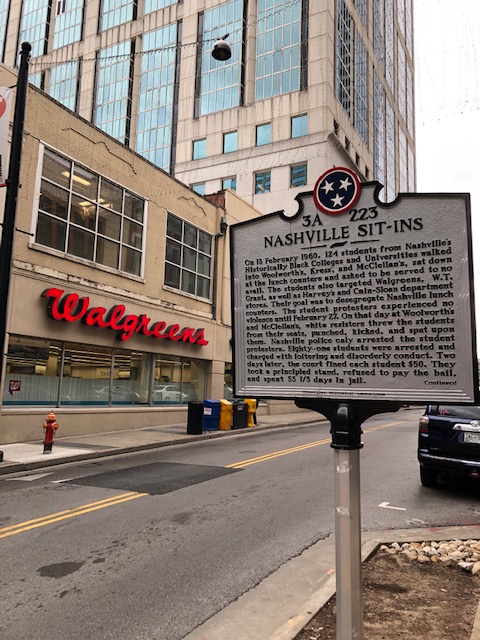 3A 223
NASHVILLE SIT-INS
On 13 February 1960, 124 students from Nashville's
Historically Black Colleges and Universities walked
into Woolworth's, Kress', and McClellan's, sat down
at the lunch counters and asked to be served to no
avail. The students also targeted Walgreens, W.T.
Grant, as well as Harvey's and Cain-Sloan department
stores. Their goal was to desegregate Nashville lunch
counters. The student protesters experienced no
violence until February 27. On that day at Woolworth's
and McClellan's, white resisters threw the students
from their seats, punched, kicked, and spat upon
them. Nashville police only arrested the student
protesters. Eighty-one students were arrested and
charged with loitering and disorderly conduct. Two
days later, the court fined each student $50. They
took a principled stand, refused to pay the bail,
and spent 33 1/3 days in jail.
Continued
Walgreens
W